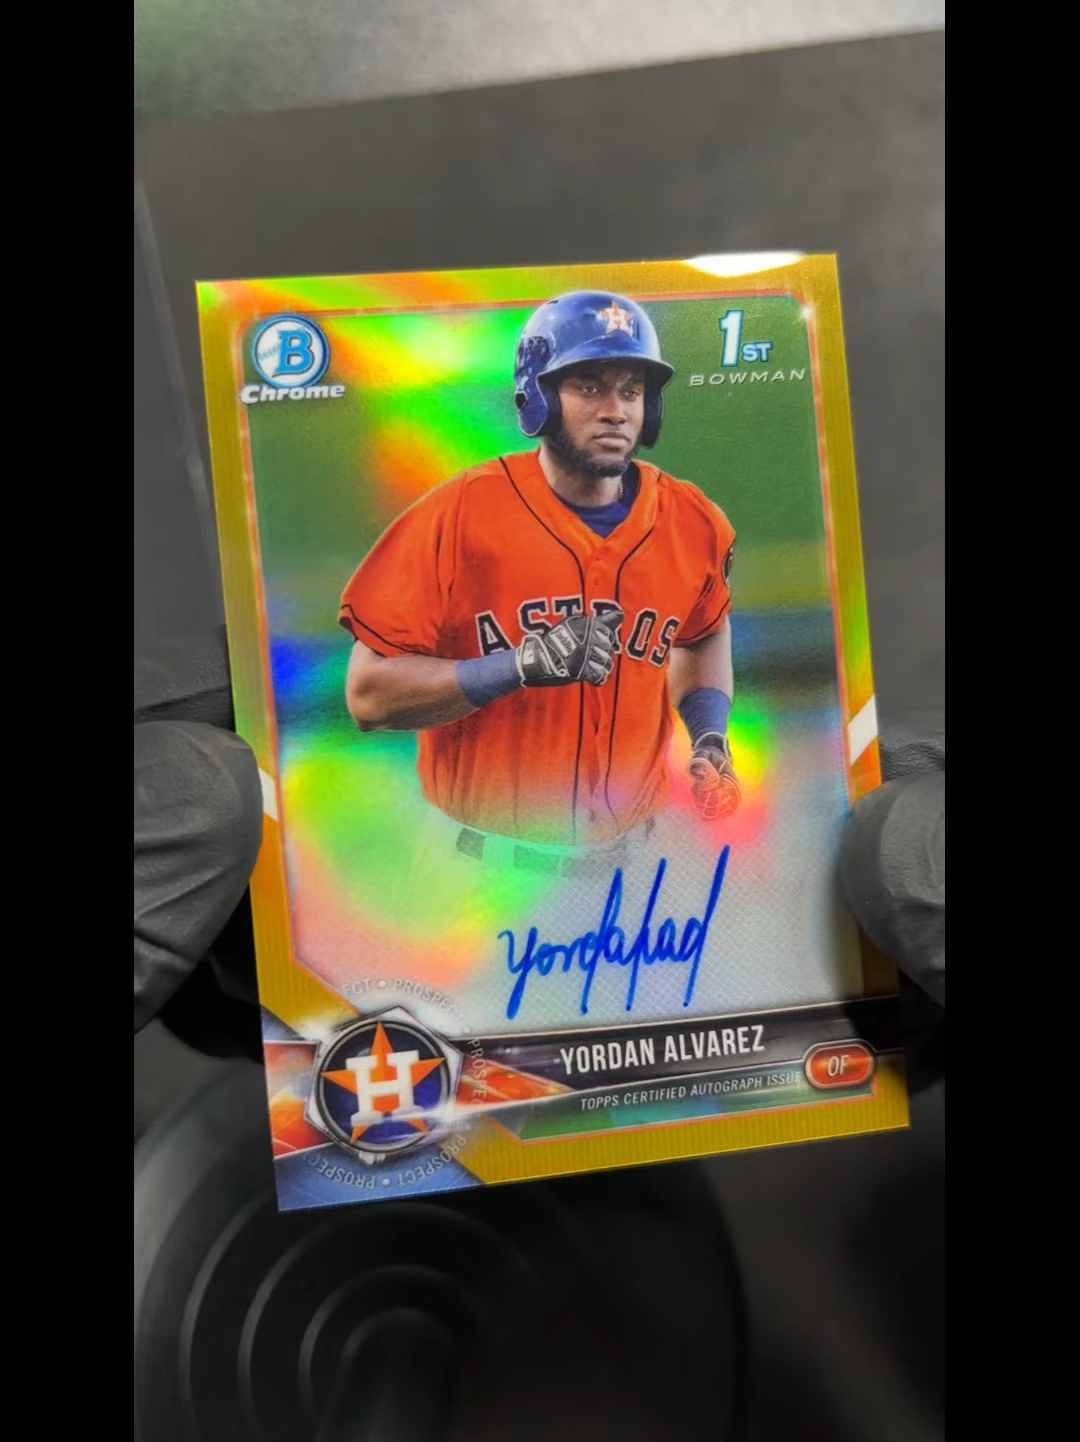 B
Chrome
1ST
BOWMAN
H
ASTROS
PROSPECT • PROSPECT
H
YORDAN ALVAREZ
OF
TOPPS CERTIFIED AUTOGRAPH ISSUE
PROSPECT • PROSPECT